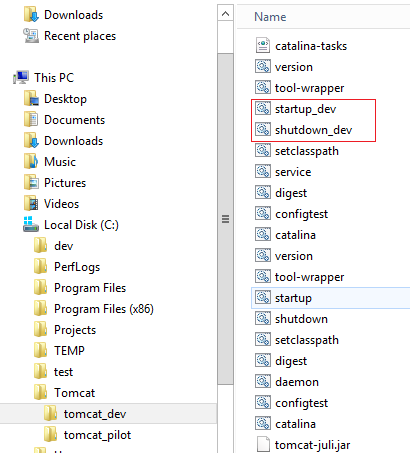 Downloads
Recent places
This PC
Desktop
Documents
Downloads
Music
Pictures
Videos
Local Disk (C:)
dev
PerfLogs
Program Files
Program Files (x86)
Projects
TEMP
test
Tomcat
tomcat_dev
tomcat_pilot
catalina-tasks
version
tool-wrapper
startup_dev
shutdown_dev
setclasspath
service
digest
configtest
catalina
version
tool-wrapper
startup
shutdown
setclasspath
digest
daemon
configtest
catalina
tomcat-juli.jar